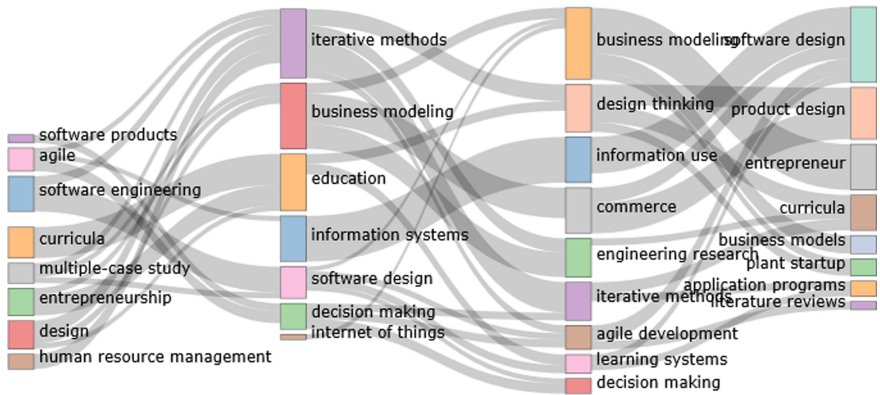 software products
agile
software engineering
curricula
multiple-case study
entrepreneurship
design
human resource management
iterative methods
business modeling
education
information systems
software design
decision making
internet of things
business modeling
design thinking
information use
commerce
engineering research
iterative methods
agile development
learning systems
decision making
software design
product design
entrepreneur
curricula
business models
plant startup
application programs
literature reviews